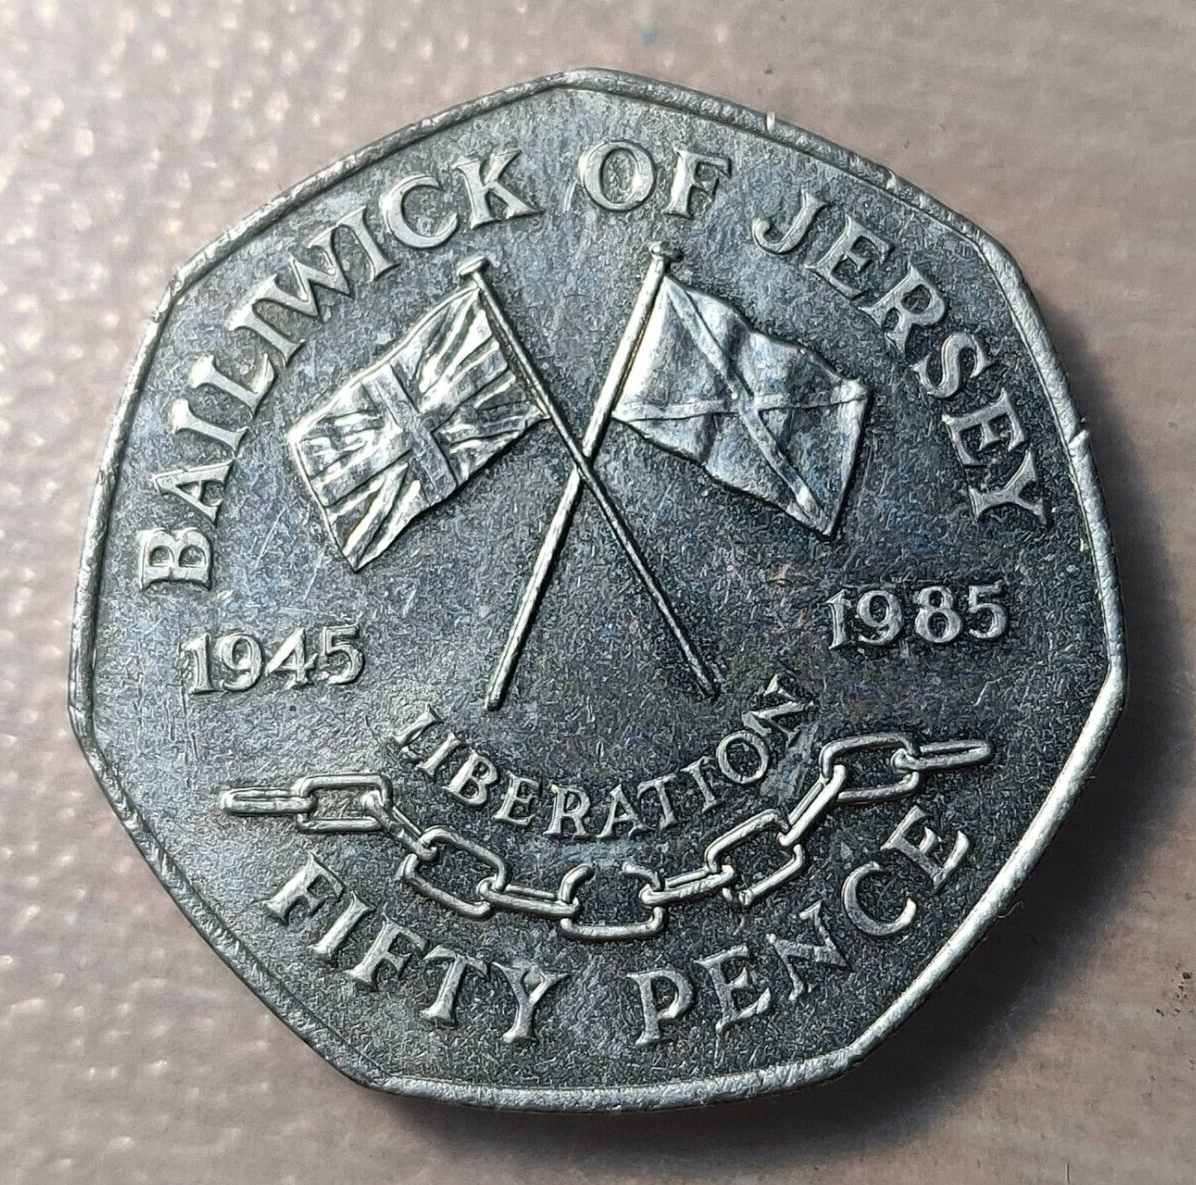 BAILIWICK OF JERSEY
1945
1985
LIBERATION
FIFTY PENCE